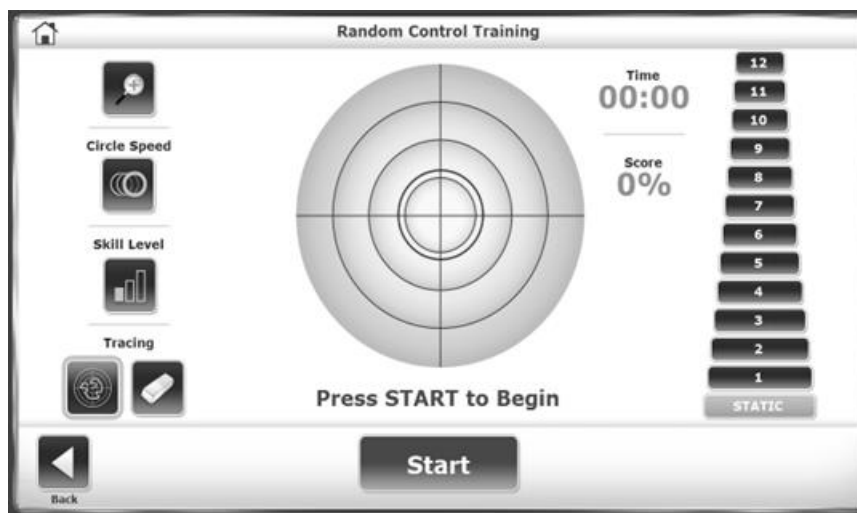 Random Control Training
Circle Speed
Skill Level
Tracing
Time
00:00
Score
0%
Press START to Begin
12
11
10
9
8
7
6
5
4
3
2
1
STATIC
Back
Start